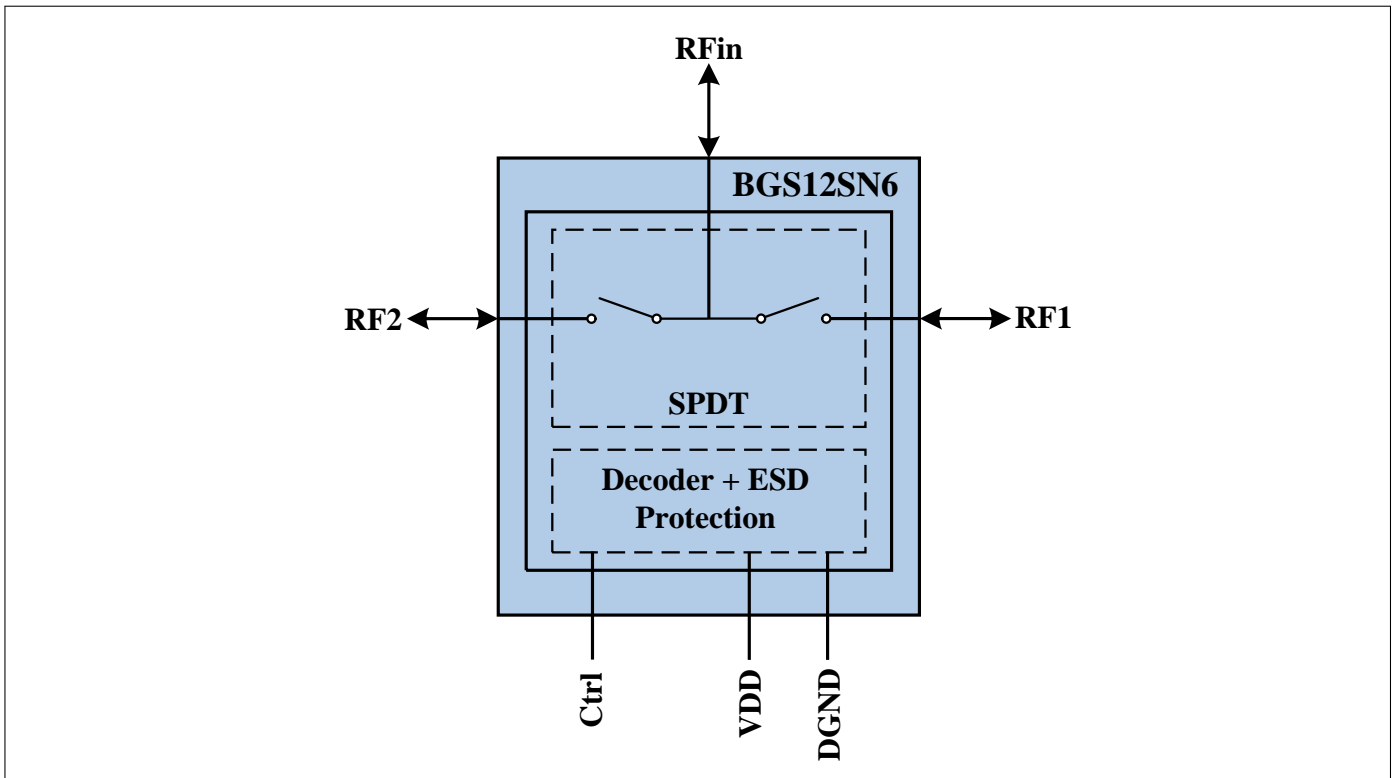 RFin
BGS12SN6
RF2
RF1
SPDT
Decoder + ESD
Protection
Ctrl
VDD
DGND